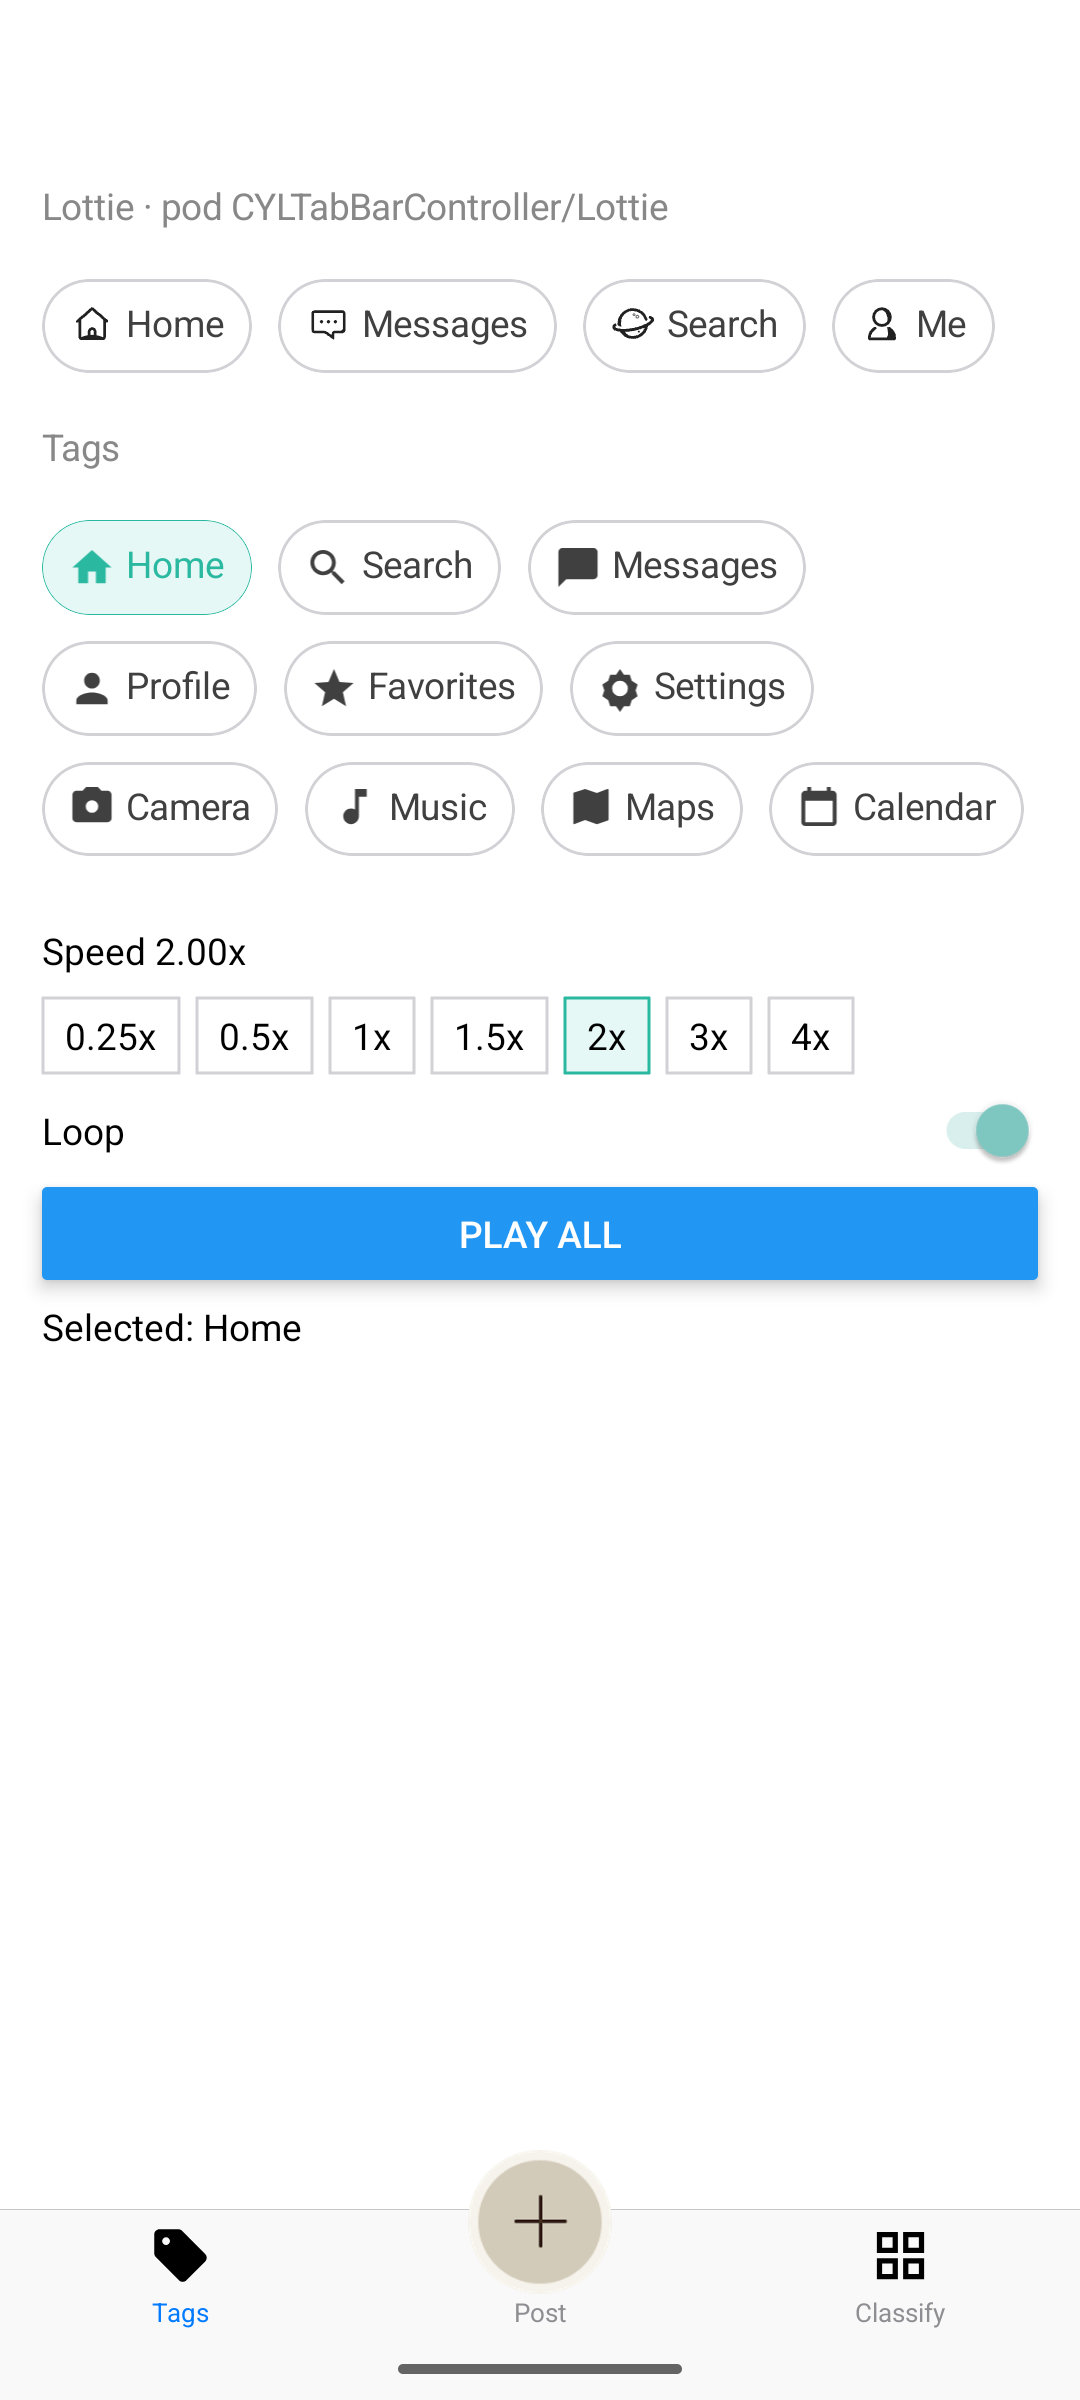 Lottie · pod CYLTabBarController/Lottie
Home Messages Search Me
Tags
Home Search Messages
Profile Favorites Settings
Camera Music Maps Calendar
Speed 2.00x
0.25x 0.5x 1x 1.5x 2x 3x 4x
Loop
PLAY ALL
Selected: Home
Tags Post Classify